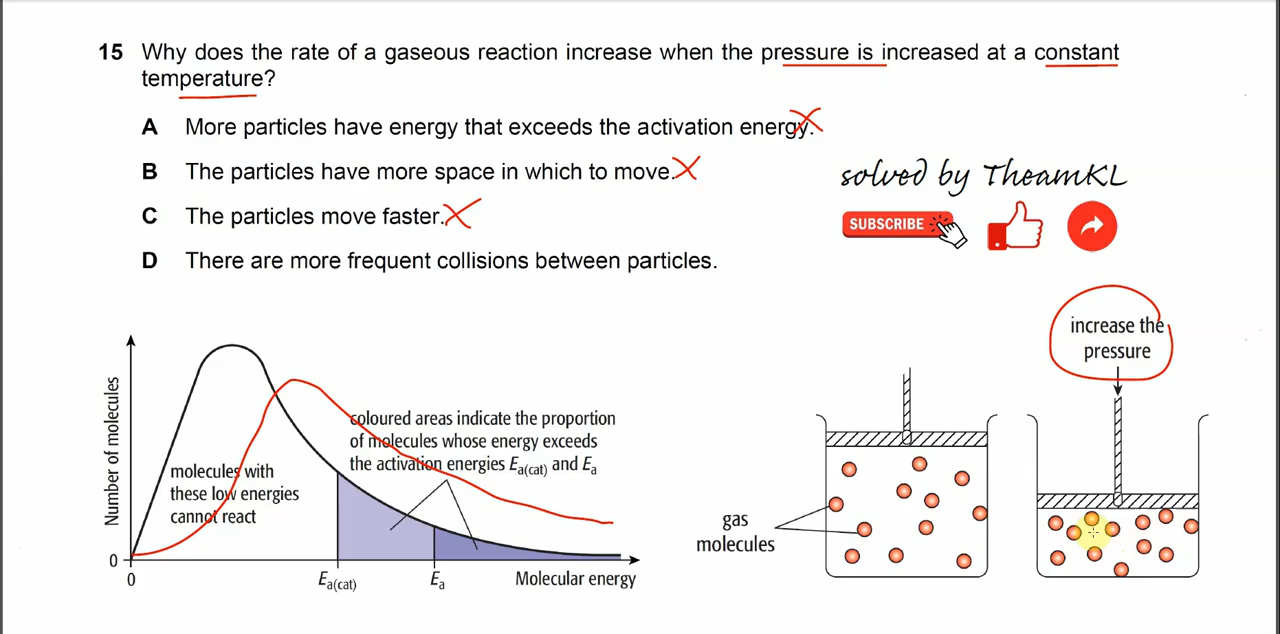 15 Why does the rate of a gaseous reaction increase when the pressure is increased at a constant
temperature?
A More particles have energy that exceeds the activation energy.
B The particles have more space in which to move.
C The particles move faster.
D There are more frequent collisions between particles.
solved by TheamKL
SUBSCRIBE
Number of molecules
coloured areas indicate the proportion
of molecules whose energy exceeds
the activation energies Ea(cat) and Ea
molecules with
these low energies
cannot react
0
0
Ea(cat)
Ea
Molecular energy
gas
molecules
increase the
pressure